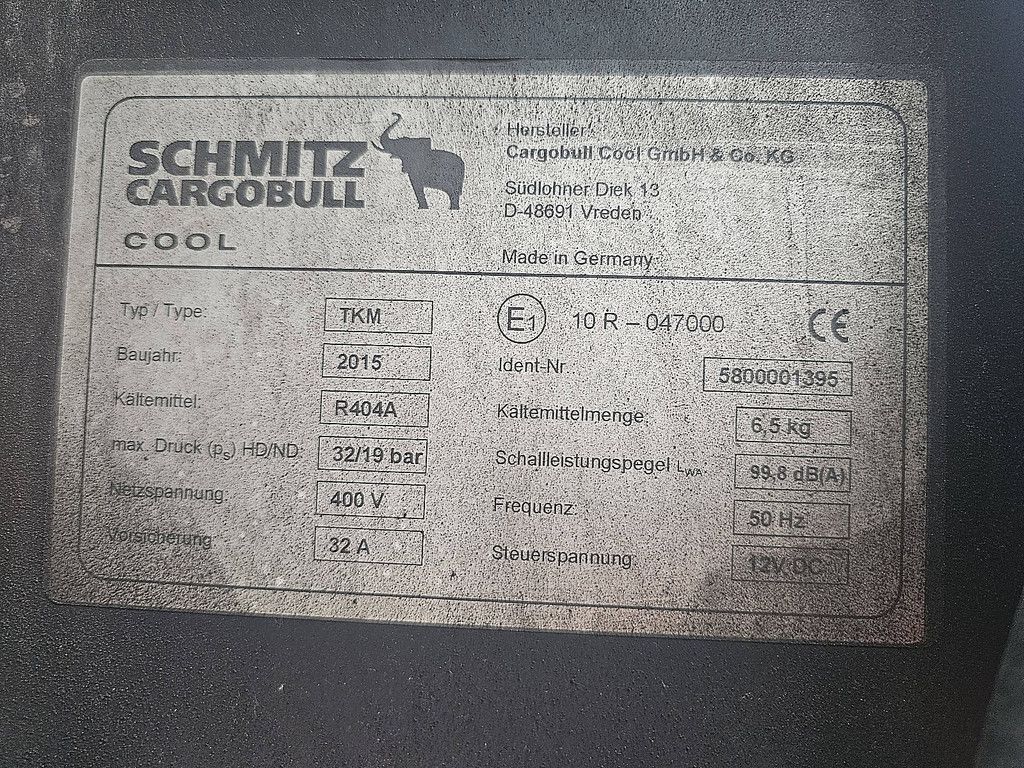 SCHMITZ
CARGOBULL
COOL
Hersteller:
Cargobull Cool GmbH & Co. KG
Südlohner Diek 13
D-48691 Vreden
Made in Germany
Typ / Type: TKM
E1 10 R – 047000 CE
Baujahr: 2015
Ident-Nr.: 5800001395
Kältemittel: R404A
Kältemittelmenge: 6,5 kg
max. Druck (ps) HD/ND: 32/19 bar
Schallleistungspegel LWA: 99,8 dB(A)
Netzspannung: 400 V
Frequenz: 50 Hz
Vorsicherung: 32 A
Steuerspannung: 12V DC